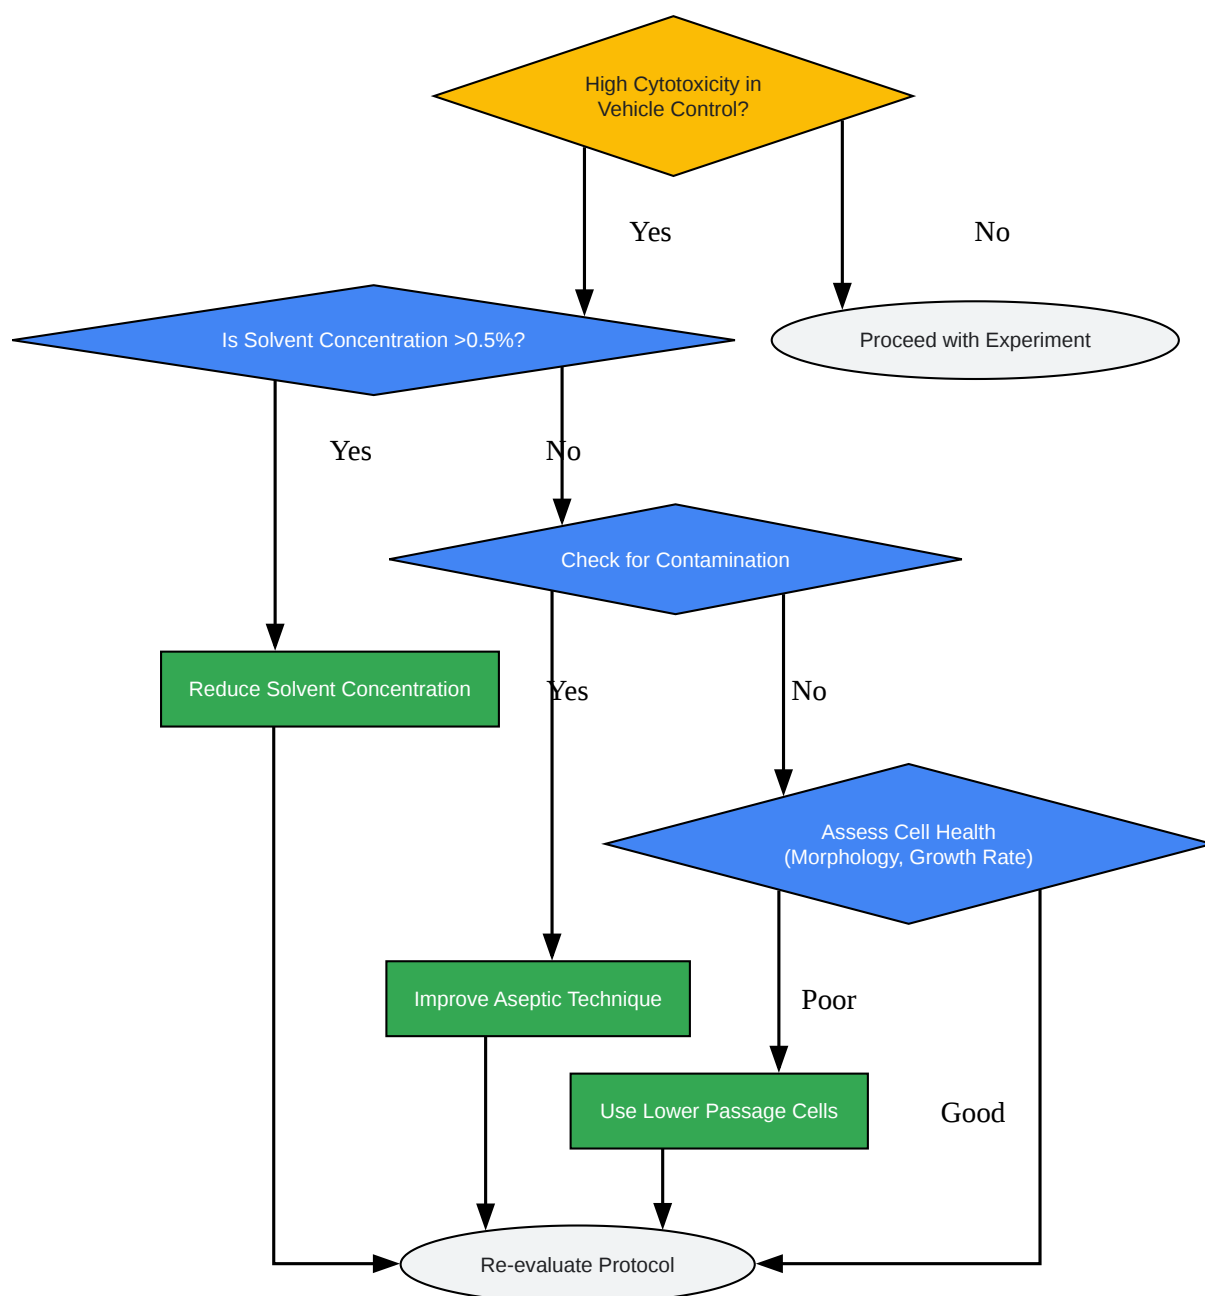 High Cytotoxicity in
Vehicle Control?
Yes
No
Is Solvent Concentration >0.5%?
Proceed with Experiment
Yes
No
Check for Contamination
Reduce Solvent Concentration
Yes
No
Assess Cell Health
(Morphology, Growth Rate)
Improve Aseptic Technique
Poor
Use Lower Passage Cells
Good
Re-evaluate Protocol